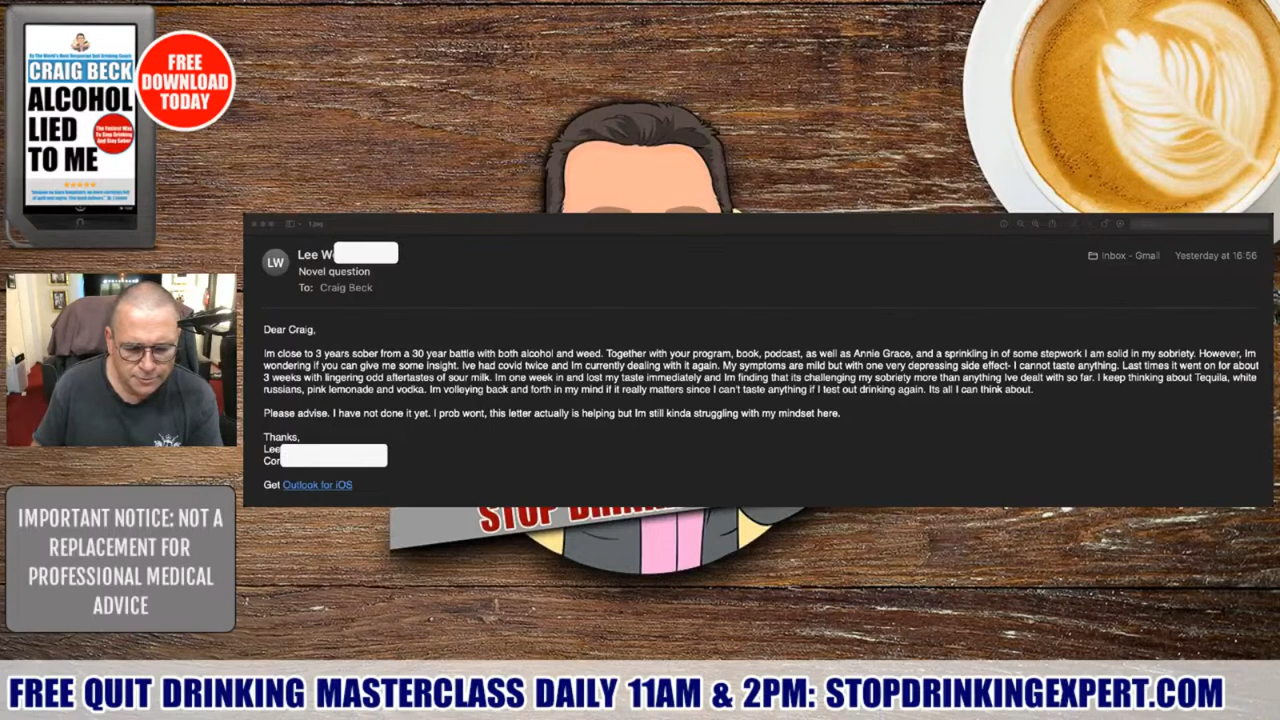 CRAIG BECK
ALCOHOL
LIED
TO ME
FREE
DOWNLOAD
TODAY
LW
Lee W
Novel question
To: Craig Beck
Inbox - Gmail Yesterday at 16:56
Dear Craig,
Im close to 3 years sober from a 30 year battle with both alcohol and weed. Together with your program, book, podcast, as well as Annie Grace, and a sprinkling in of some stepwork I am solid in my sobriety. However, Im
wondering if you can give me some insight. Ive had covid twice and Im currently dealing with it again. My symptoms are mild but with one very depressing side effect- I cannot taste anything. Last times it went on for about
3 weeks with lingering odd aftertastes of sour milk. Im one week in and lost my taste immediately and Im finding that its challenging my sobriety more than anything Ive dealt with so far. I keep thinking about Tequila, white
russians, pink lemonade and vodka. Im volleying back and forth in my mind if it really matters since I can't taste anything if I test out drinking again. Its all I can think about.
Please advise. I have not done it yet. I prob wont, this letter actually is helping but Im still kinda struggling with my mindset here.
Thanks,
Lee
Cor
Get Outlook for iOS
STOP
IMPORTANT NOTICE: NOT A
REPLACEMENT FOR
PROFESSIONAL MEDICAL
ADVICE
FREE QUIT DRINKING MASTERCLASS DAILY 11AM & 2PM: STOPDRINKINGEXPERT.COM